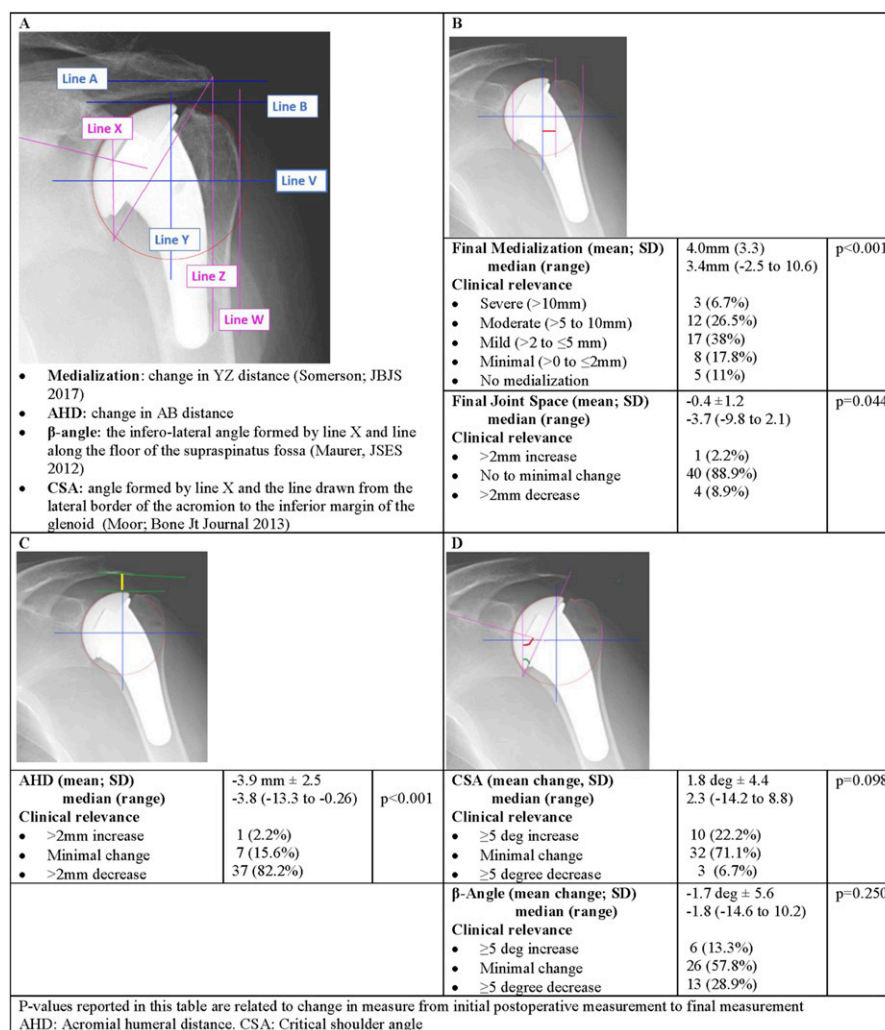 A
Line A
Line B
Line X
Line V
Line Y
Line Z
Line W
• Medialization: change in YZ distance (Somerson; JBJS
2017)
• AHD: change in AB distance
• β-angle: the infero-lateral angle formed by line X and line
along the floor of the supraspinatus fossa (Maurer, JSES
2012)
• CSA: angle formed by line X and the line drawn from the
lateral border of the acromion to the inferior margin of the
glenoid (Moor; Bone Jt Journal 2013)
B
Final Medialization (mean; SD) 4.0mm (3.3) p<0.001
median (range) 3.4mm (-2.5 to 10.6)
Clinical relevance
• Severe (>10mm) 3 (6.7%)
• Moderate (>5 to 10mm) 12 (26.5%)
• Mild (>2 to ≤5 mm) 17 (38%)
• Minimal (>0 to ≤2mm) 8 (17.8%)
• No medialization 5 (11%)
Final Joint Space (mean; SD) -0.4 ±1.2 p=0.044
median (range) -3.7 (-9.8 to 2.1)
Clinical relevance
• >2mm increase 1 (2.2%)
• No to minimal change 40 (88.9%)
• >2mm decrease 4 (8.9%)
C
AHD (mean; SD) -3.9 mm ± 2.5
median (range) -3.8 (-13.3 to -0.26) p<0.001
Clinical relevance
• >2mm increase 1 (2.2%)
• Minimal change 7 (15.6%)
• >2mm decrease 37 (82.2%)
D
CSA (mean change, SD) 1.8 deg ± 4.4 p=0.098
median (range) 2.3 (-14.2 to 8.8)
Clinical relevance
• ≥5 deg increase 10 (22.2%)
• Minimal change 32 (71.1%)
• ≥5 degree decrease 3 (6.7%)
β-Angle (mean change; SD) -1.7 deg ± 5.6 p=0.250
median (range) -1.8 (-14.6 to 10.2)
Clinical relevance
• ≥5 deg increase 6 (13.3%)
• Minimal change 26 (57.8%)
• ≥5 degree decrease 13 (28.9%)
P-values reported in this table are related to change in measure from initial postoperative measurement to final measurement
AHD: Acromial humeral distance. CSA: Critical shoulder angle